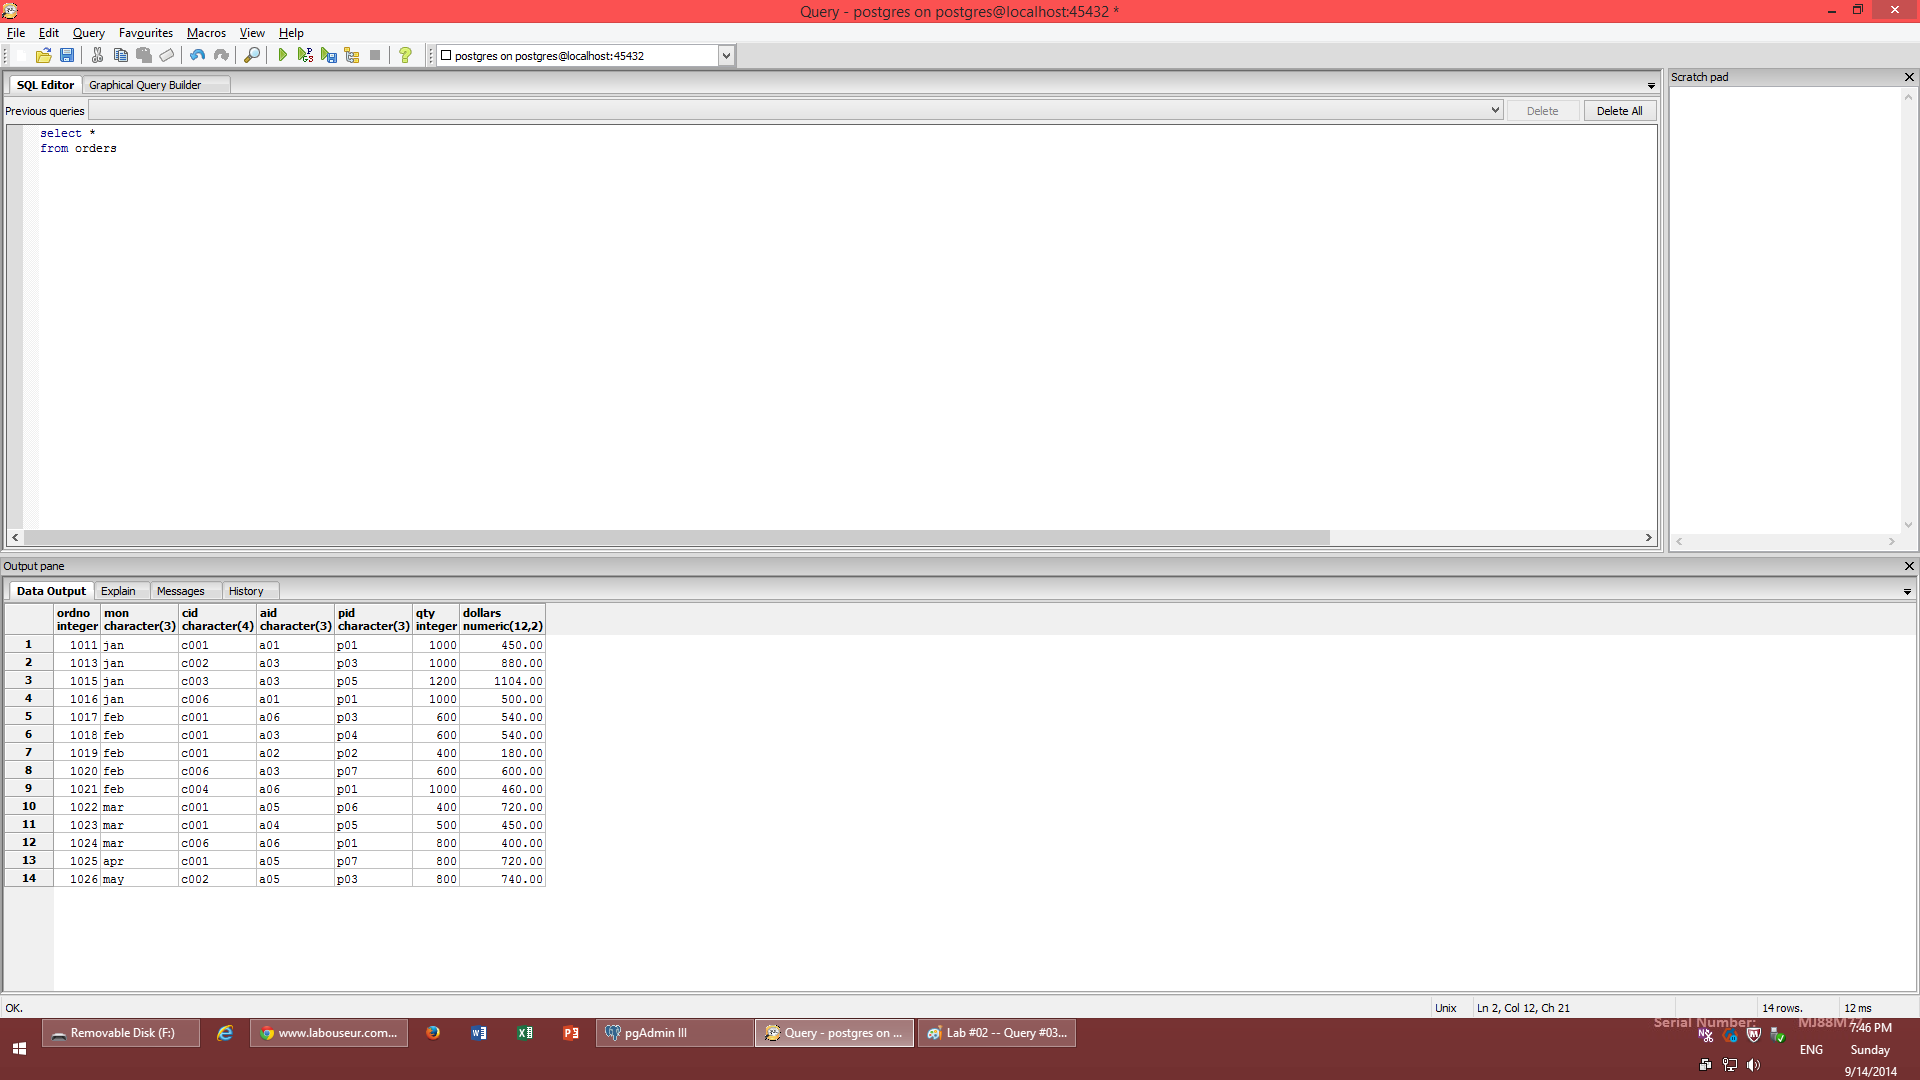 Query - postgres on postgres@localhost:45432 *
File Edit Query Favourites Macros View Help
postgres on postgres@localhost:45432
SQL Editor Graphical Query Builder
Previous queries Delete Delete All
select *
from orders
Scratch pad
Output pane
Data Output Explain Messages History
ordno mon cid aid pid qty dollars
integer character(3) character(4) character(3) character(3) integer numeric(12,2)
1 1011 jan c001 a01 p01 1000 450.00
2 1013 jan c002 a03 p03 1000 880.00
3 1015 jan c003 a03 p05 1200 1104.00
4 1016 jan c006 a01 p01 1000 500.00
5 1017 feb c001 a06 p03 600 540.00
6 1018 feb c001 a03 p04 600 540.00
7 1019 feb c001 a02 p02 400 180.00
8 1020 feb c006 a03 p07 600 600.00
9 1021 feb c004 a06 p01 1000 460.00
10 1022 mar c001 a05 p06 400 720.00
11 1023 mar c001 a04 p05 500 450.00
12 1024 mar c006 a06 p01 800 400.00
13 1025 apr c001 a05 p07 800 720.00
14 1026 may c002 a05 p03 800 740.00
OK. Unix Ln 2, Col 12, Ch 21 14 rows. 12 ms
Removable Disk (F:) www.labouseur.com... pgAdmin III Query - postgres on ... Lab #02 -- Query #03...
Serial Number:
7:46 PM
ENG Sunday
9/14/2014